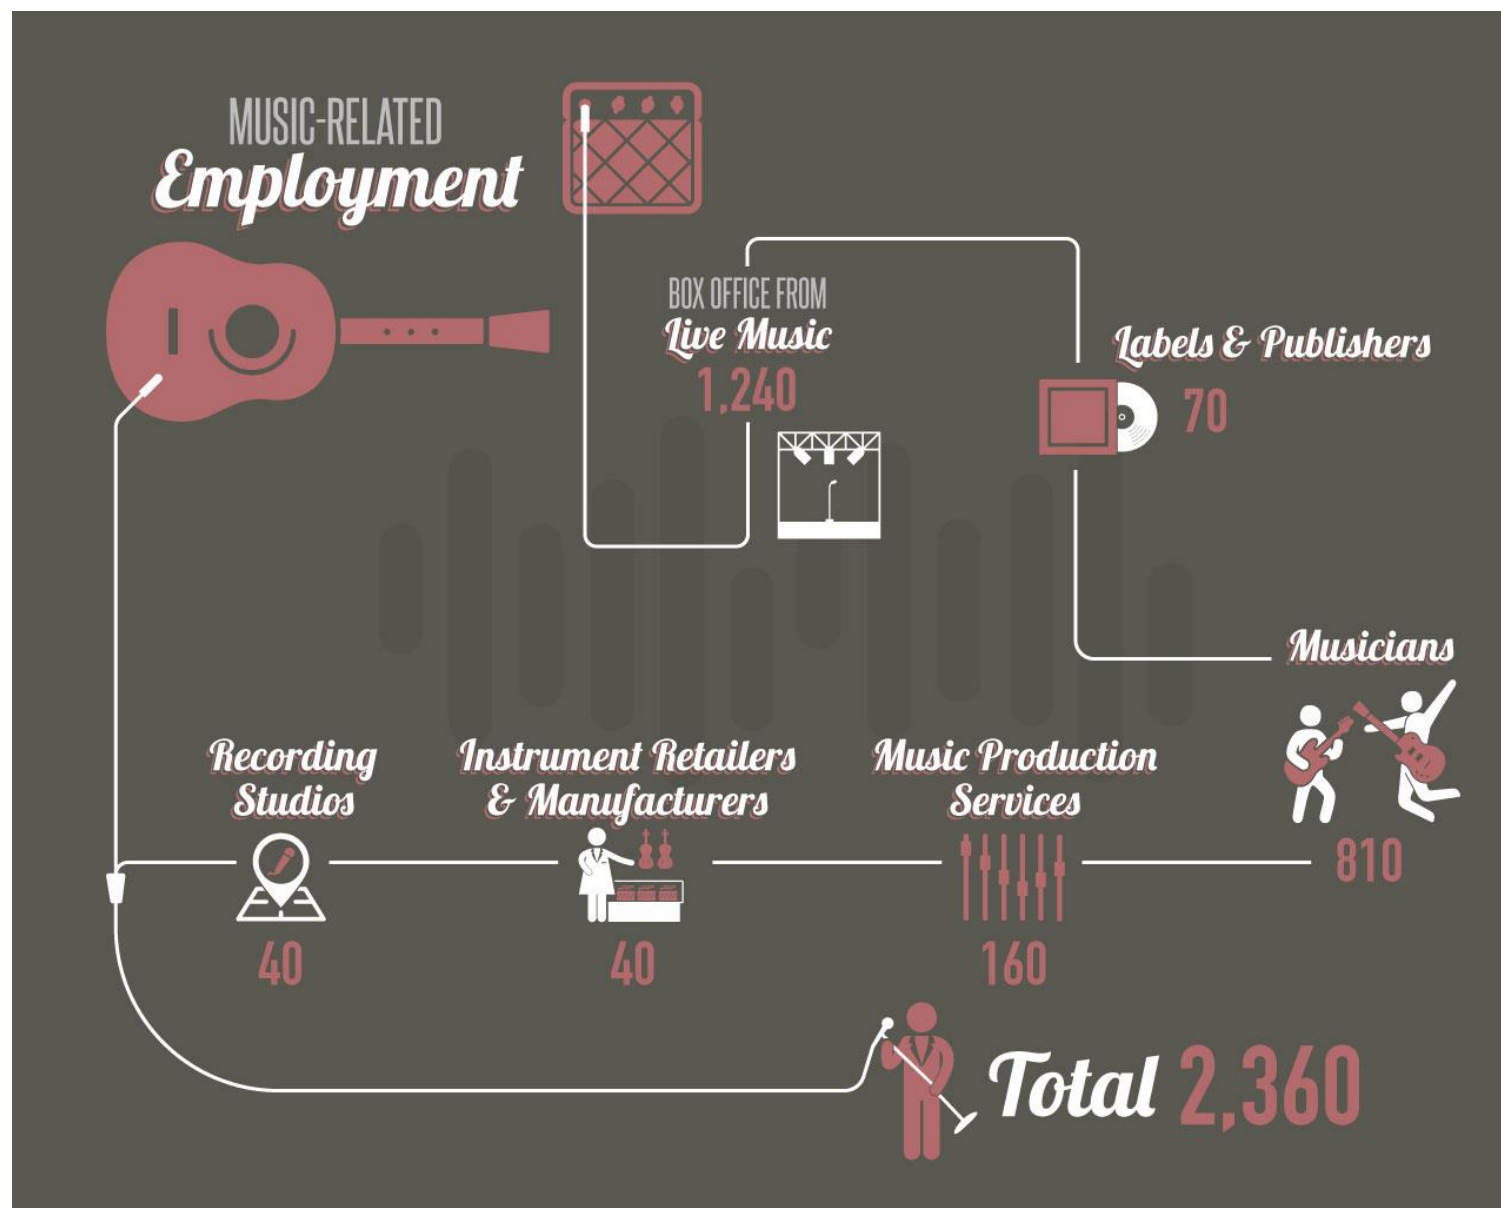 MUSIC-RELATED
Employment
BOX OFFICE FROM
Live Music
1,240
Labels & Publishers
70
Musicians
810
Recording
Studios
40
Instrument Retailers
& Manufacturers
40
Music Production
Services
160
Total 2,360